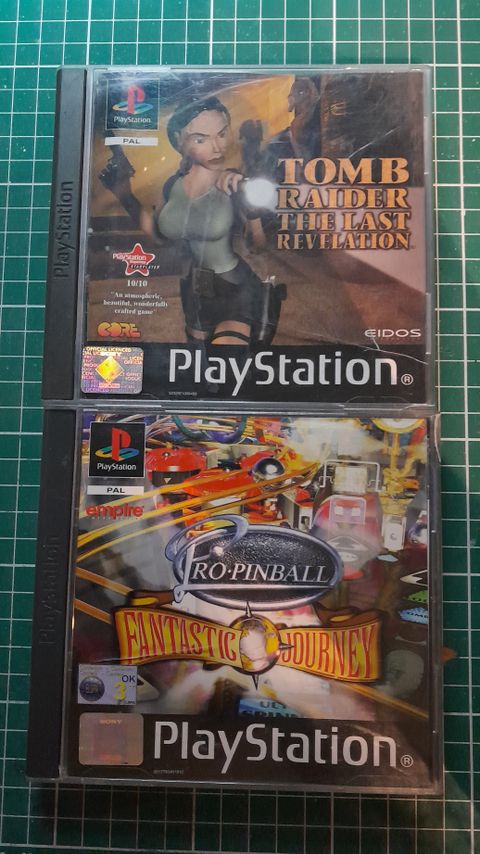 PlayStation
PAL
TOMB
RAIDER
THE LAST
REVELATION
PlayStation
10/10
"An atmospheric,
beautiful, wonderfully
crafted game"
CORE
EIDOS
PlayStation®
PlayStation
PlayStation
PAL
empire
PRO·PINBALL
FANTASTIC JOURNEY
OK
3
SONY
PlayStation®
PlayStation